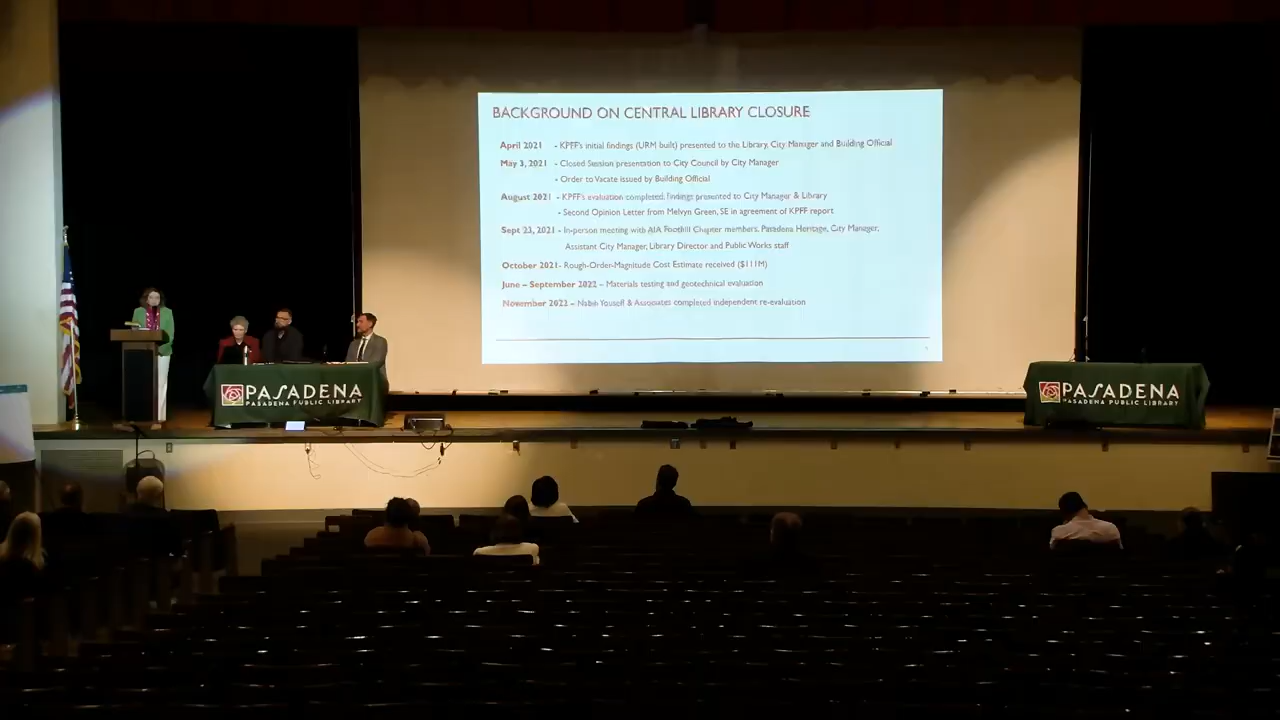 BACKGROUND ON CENTRAL LIBRARY CLOSURE
April 2021 - KPFF's initial findings (URM built) presented to the Library, City Manager and Building Official
May 3, 2021 - Closed Session presentation to City Council by City Manager
- Order to Vacate issued by Building Official
August 2021 - KPFF's evaluation completed; findings presented to City Manager & Library
- Second Opinion Letter from Melvyn Green, SE in agreement of KPFF report
Sept 23, 2021 - In-person meeting with AIA Foothill Chapter members, Pasadena Heritage, City Manager,
Assistant City Manager, Library Director and Public Works staff
October 2021- Rough-Order-Magnitude Cost Estimate received ($111M)
June – September 2022 – Materials testing and geotechnical evaluation
November 2022 – Nabih Youssef & Associates completed independent re-evaluation
PASADENA
PASADENA PUBLIC LIBRARY
PASADENA
PASADENA PUBLIC LIBRARY